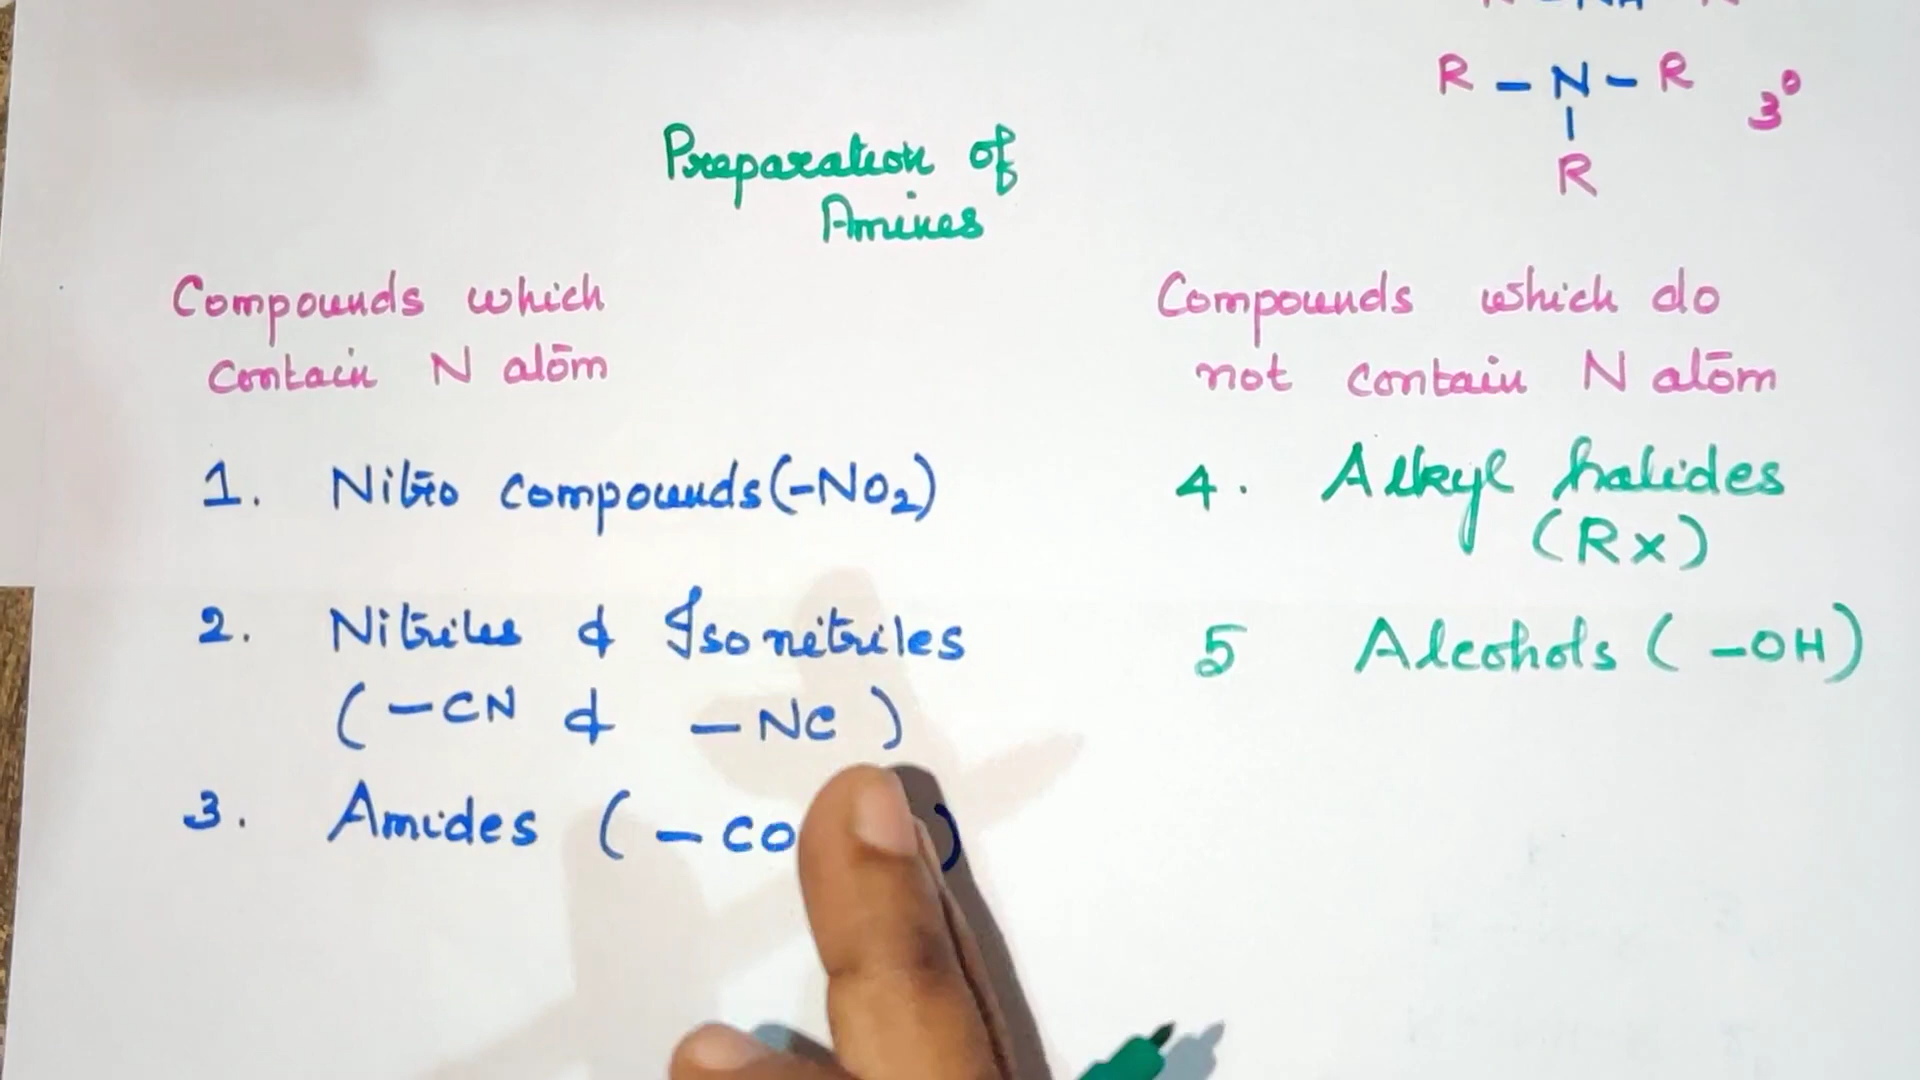 R - N - R 3°
|
R
Preparation of
Amines
Compounds which
contain N atom
1. Nitro compounds (-NO₂)
2. Nitriles & Isonitriles
(-CN & -NC)
3. Amides (-CO )
Compounds which do
not contain N atom
4. Alkyl halides
(Rx)
5 Alcohols (-OH)